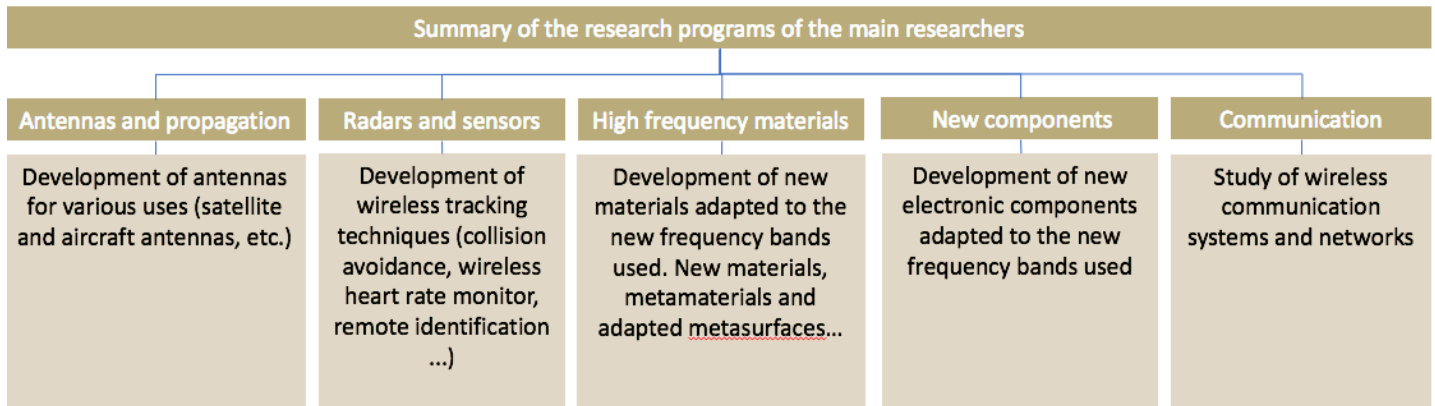 Summary of the research programs of the main researchers
Antennas and propagation
Development of antennas
for various uses (satellite
and aircraft antennas, etc.)
Radars and sensors
Development of
wireless tracking
techniques (collision
avoidance, wireless
heart rate monitor,
remote identification
...)
High frequency materials
Development of new
materials adapted to the
new frequency bands
used. New materials,
metamaterials and
adapted metasurfaces...
New components
Development of new
electronic components
adapted to the new
frequency bands used
Communication
Study of wireless
communication
systems and networks